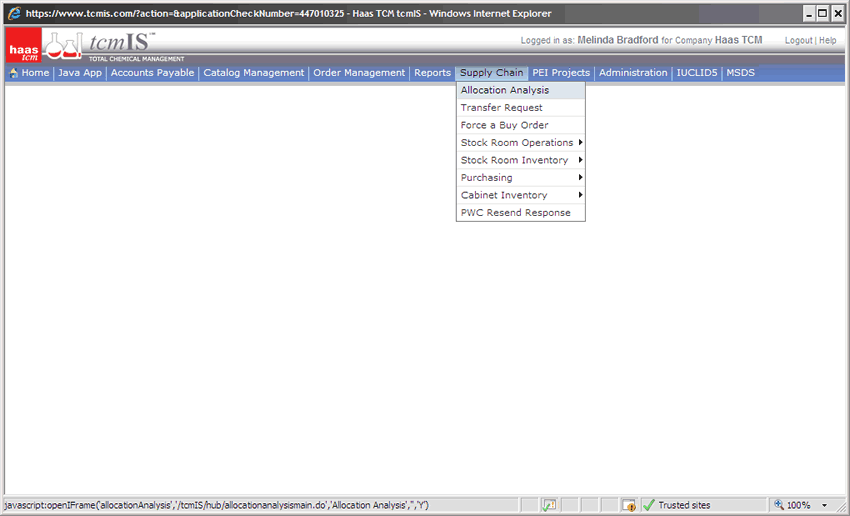 https://www.tcmis.com/?action=&applicationCheckNumber=447010325 - Haas TCM tcmIS - Windows Internet Explorer
haas tcm
tcmIS™
TOTAL CHEMICAL MANAGEMENT
Logged in as: Melinda Bradford for Company Haas TCM Logout | Help
Home Java App Accounts Payable Catalog Management Order Management Reports Supply Chain PEI Projects Administration IUCLID5 MSDS
Allocation Analysis
Transfer Request
Force a Buy Order
Stock Room Operations
Stock Room Inventory
Purchasing
Cabinet Inventory
PWC Resend Response
javascript:openIFrame('allocationAnalysis','/tcmIS/hub/allocationanalysismain.do','Allocation Analysis','','Y') Trusted sites 100%